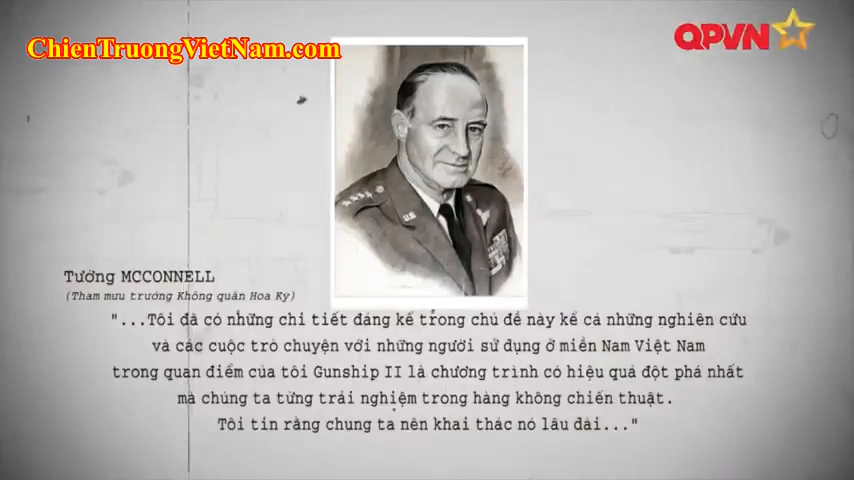 ChienTruongVietNam.com
QPVN
U.S.
Tướng MCCONNELL
(Tham mưu trưởng Không quân Hoa Kỳ)
"...Tôi đã có những chi tiết đáng kể trong chủ đề này kể cả những nghiên cứu
và các cuộc trò chuyện với những người sử dụng ở miền Nam Việt Nam
trong quan điểm của tôi Gunship II là chương trình có hiệu quả đột phá nhất
mà chúng ta từng trải nghiệm trong hàng không chiến thuật.
Tôi tin rằng chung ta nên khai thác nó lâu dài..."